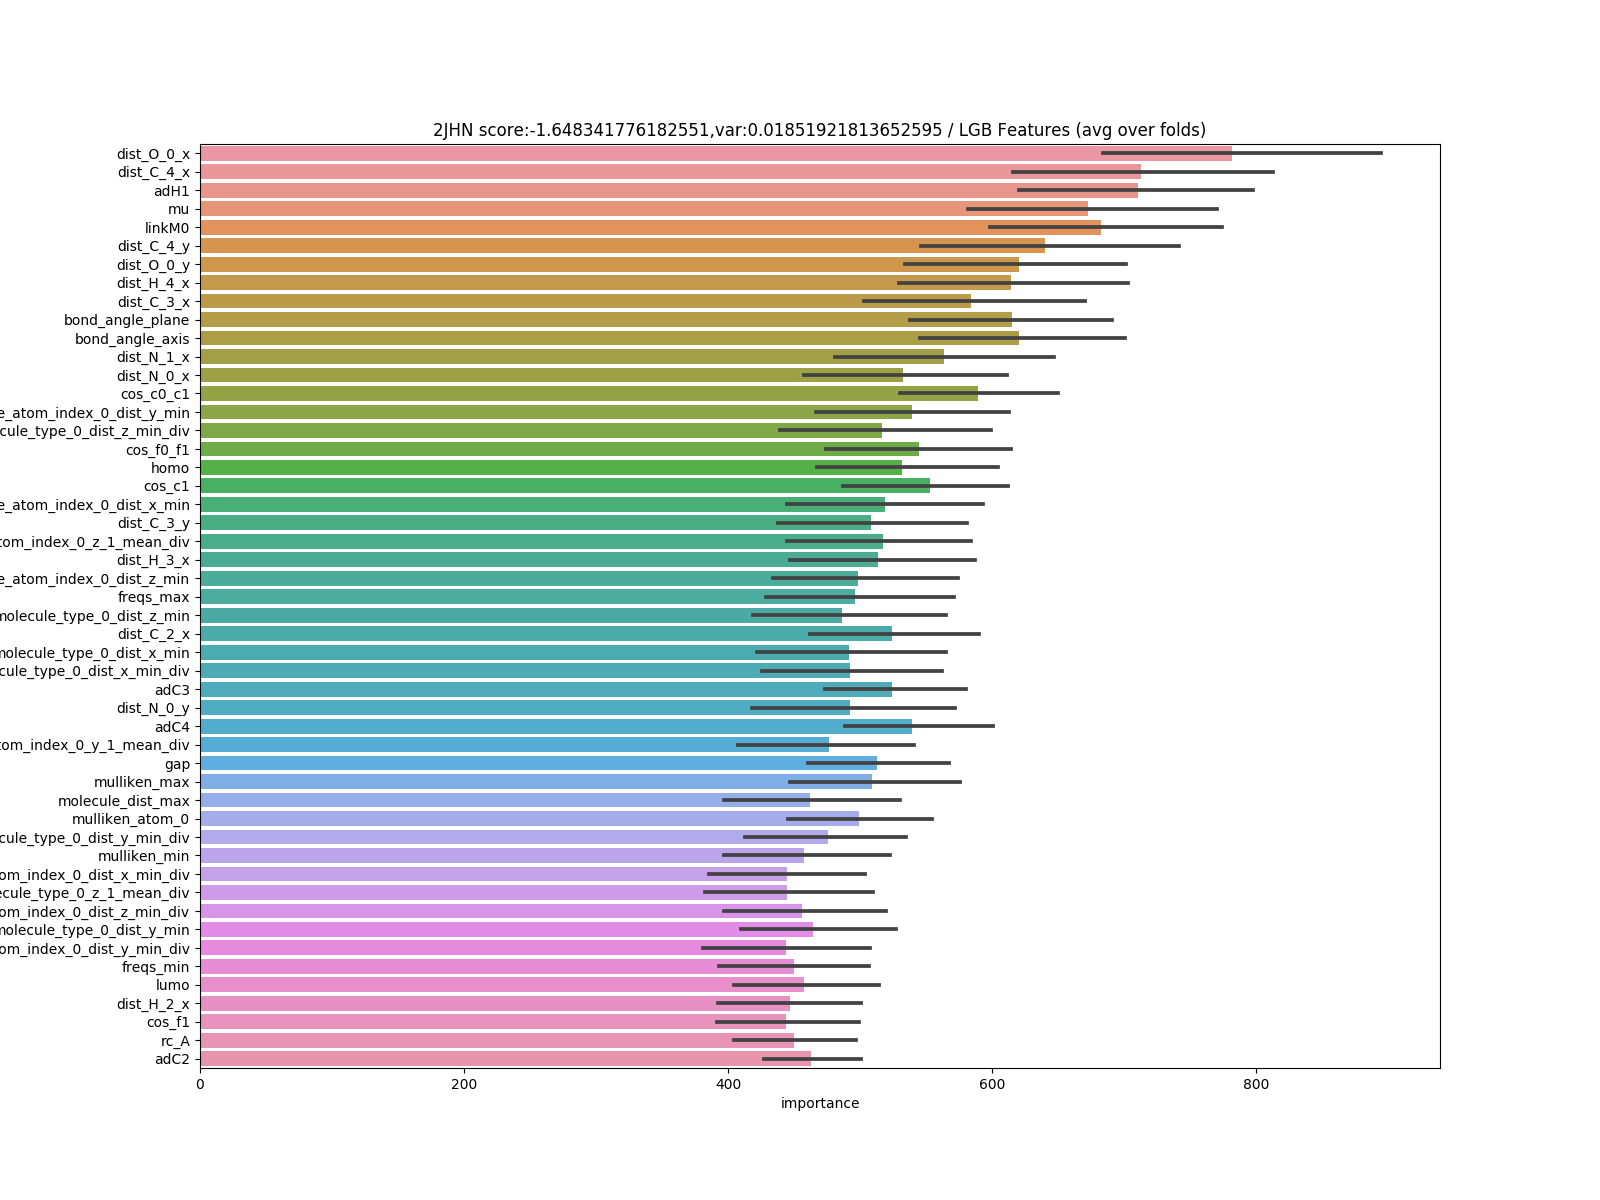 2JHN score:-1.648341776182551,var:0.01851921813652595 / LGB Features (avg over folds)
dist_O_0_x
dist_C_4_x
adH1
mu
linkM0
dist_C_4_y
dist_O_0_y
dist_H_4_x
dist_C_3_x
bond_angle_plane
bond_angle_axis
dist_N_1_x
dist_N_0_x
cos_c0_c1
e_atom_index_0_dist_y_min
cule_type_0_dist_z_min_div
cos_f0_f1
homo
cos_c1
e_atom_index_0_dist_x_min
dist_C_3_y
tom_index_0_z_1_mean_div
dist_H_3_x
e_atom_index_0_dist_z_min
freqs_max
molecule_type_0_dist_z_min
dist_C_2_x
molecule_type_0_dist_x_min
cule_type_0_dist_x_min_div
adC3
dist_N_0_y
adC4
tom_index_0_y_1_mean_div
gap
mulliken_max
molecule_dist_max
mulliken_atom_0
cule_type_0_dist_y_min_div
mulliken_min
om_index_0_dist_x_min_div
ecule_type_0_z_1_mean_div
om_index_0_dist_z_min_div
molecule_type_0_dist_y_min
om_index_0_dist_y_min_div
freqs_min
lumo
dist_H_2_x
cos_f1
rc_A
adC2
0 200 400 600 800
importance